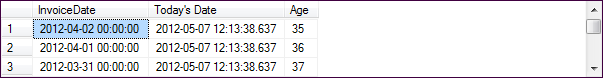 InvoiceDate Today's Date Age
1 2012-04-02 00:00:00 2012-05-07 12:13:38.637 35
2 2012-04-01 00:00:00 2012-05-07 12:13:38.637 36
3 2012-03-31 00:00:00 2012-05-07 12:13:38.637 37